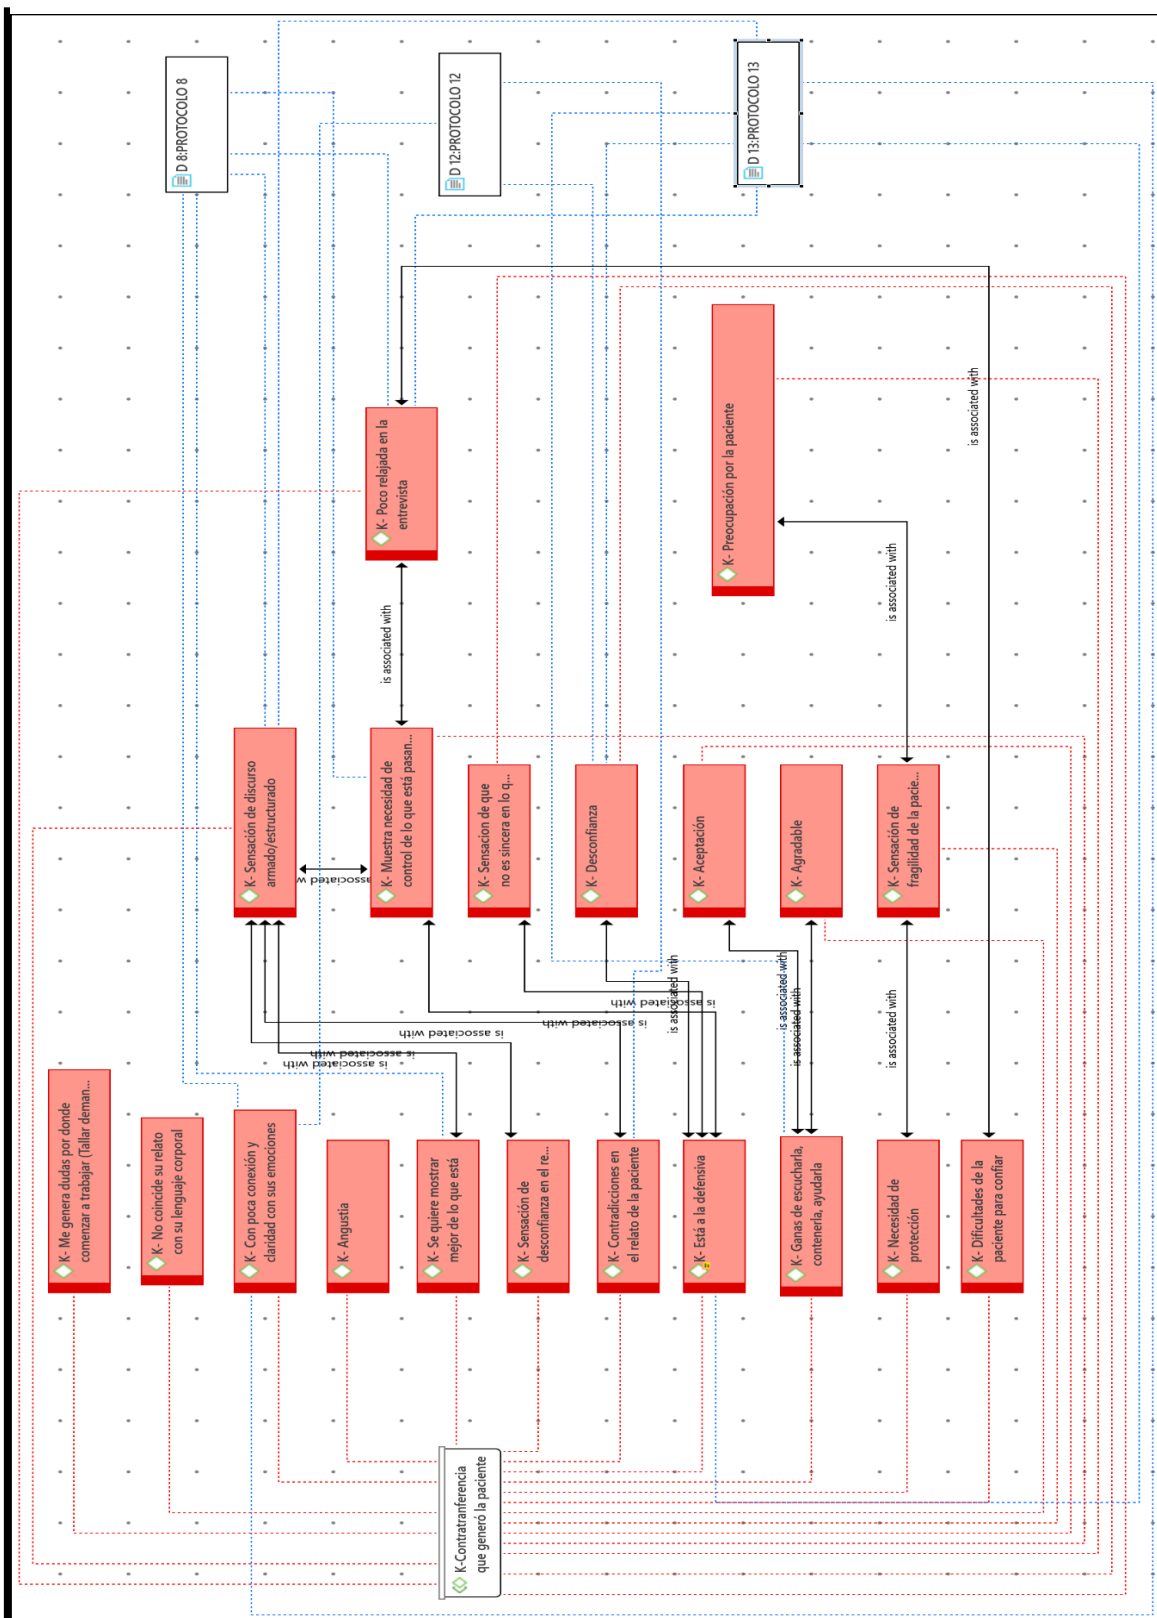 D 8:PROTOCOLO 8
D 12:PROTOCOLO 12
D 13:PROTOCOLO 13
K- Poco relajada en la
entrevista
K- Preocupación por la paciente
is associated with
is associated with
is associated with
K- Sensación de discurso
armado/estructurado
K- Muestra necesidad de
control de lo que está pasan...
K- Sensacion de que
no es sincera en lo q...
K- Desconfianza
K- Aceptación
K- Agradable
K- Sensación de
fragilidad de la pacie...
associated w
is associated with
is associated with
is associated with
is associated with
is associated with
is associated with
is associated with
is associated with
is associated with
is associated with
K- Me genera dudas por donde
comenzar a trabajar (Tallar deman...
K- No coincide su relato
con su lenguaje corporal
K- Con poca conexión y
claridad con sus emociones
K- Angustia
K- Se quiere mostrar
mejor de lo que está
K- Sensación de
desconfianza en el re...
K- Contradicciones en
el relato de la paciente
K- Está a la defensiva
K- Ganas de escucharla,
contenerla, ayudarla
K- Necesidad de
protección
K- Dificultades de la
paciente para confiar
K-Contratranferencia
que generó la paciente